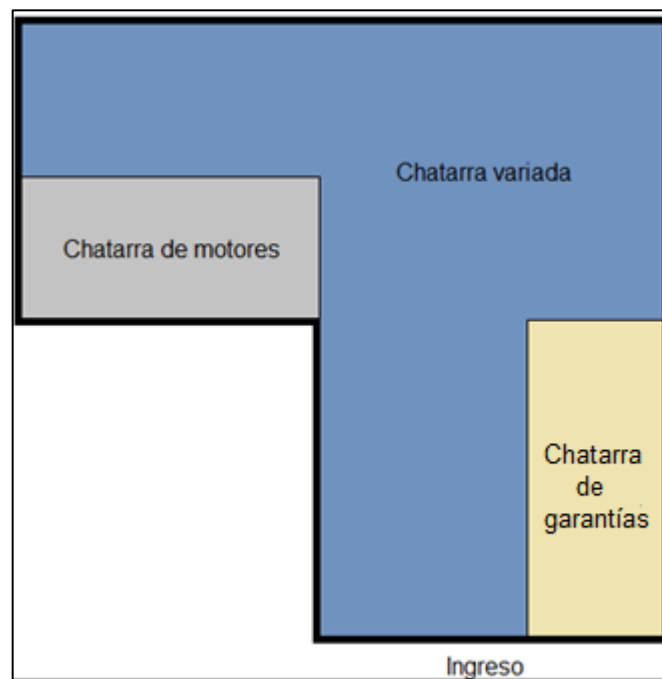 Chatarra variada
Chatarra de motores
Chatarra
de
garantías
Ingreso